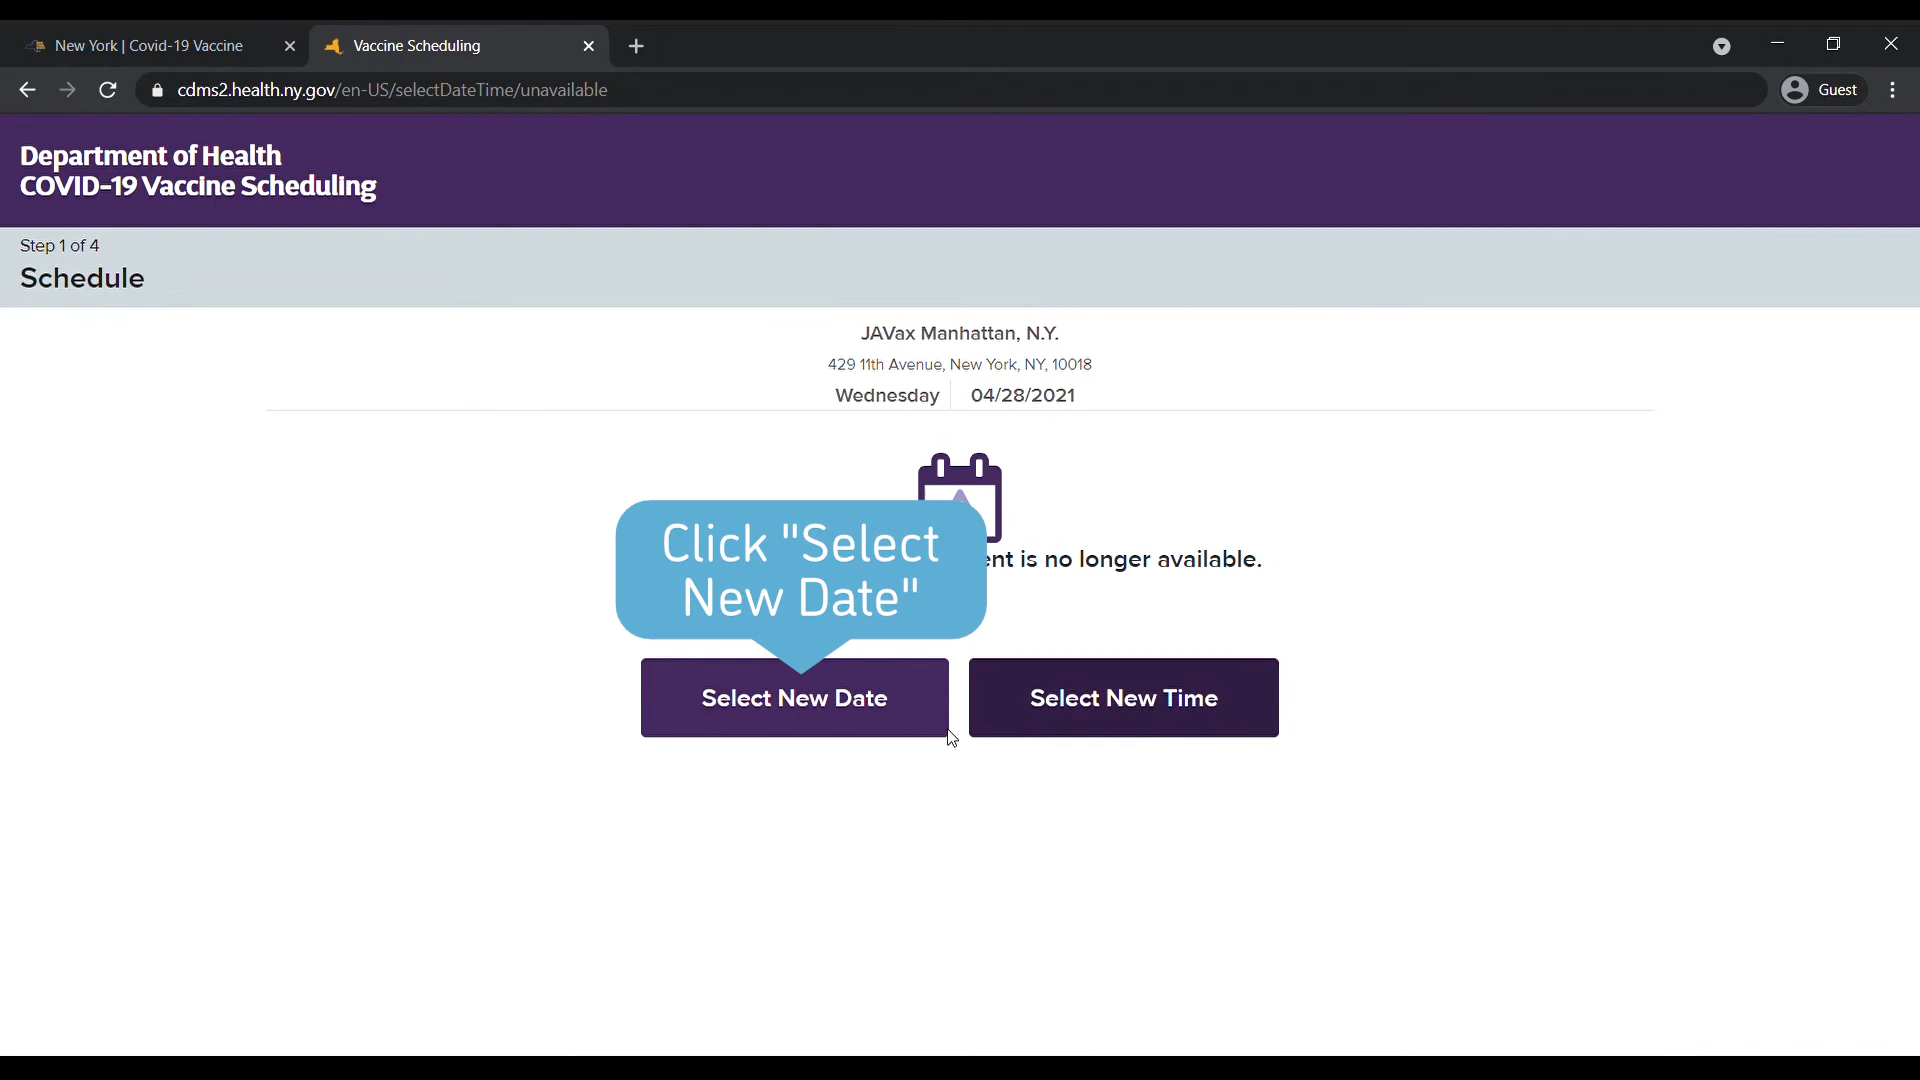 New York | Covid-19 Vaccine
Vaccine Scheduling
cdms2.health.ny.gov/en-US/selectDateTime/unavailable
Guest
Department of Health
COVID-19 Vaccine Scheduling
Step 1 of 4
Schedule
JAVax Manhattan, N.Y.
429 11th Avenue, New York, NY, 10018
Wednesday 04/28/2021
Click "Select
New Date"
is no longer available.
Select New Date Select New Time